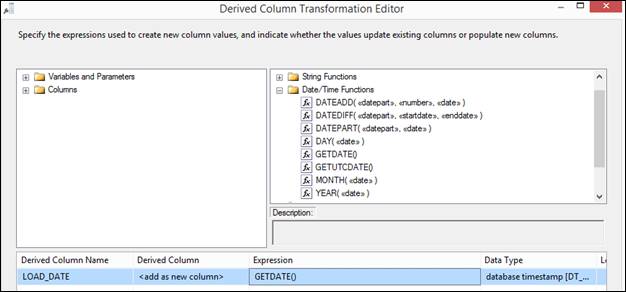 Derived Column Transformation Editor
Specify the expressions used to create new column values, and indicate whether the values update existing columns or populate new columns.
Variables and Parameters
Columns
String Functions
Date/Time Functions
DATEADD( «datepart», «number», «date» )
DATEDIFF( «datepart», «startdate», «enddate» )
DATEPART( «datepart», «date» )
DAY( «date» )
GETDATE()
GETUTCDATE()
MONTH( «date» )
YEAR( «date» )
Description:
Derived Column Name Derived Column Expression Data Type Le
LOAD_DATE <add as new column> GETDATE() database timestamp [DT_...